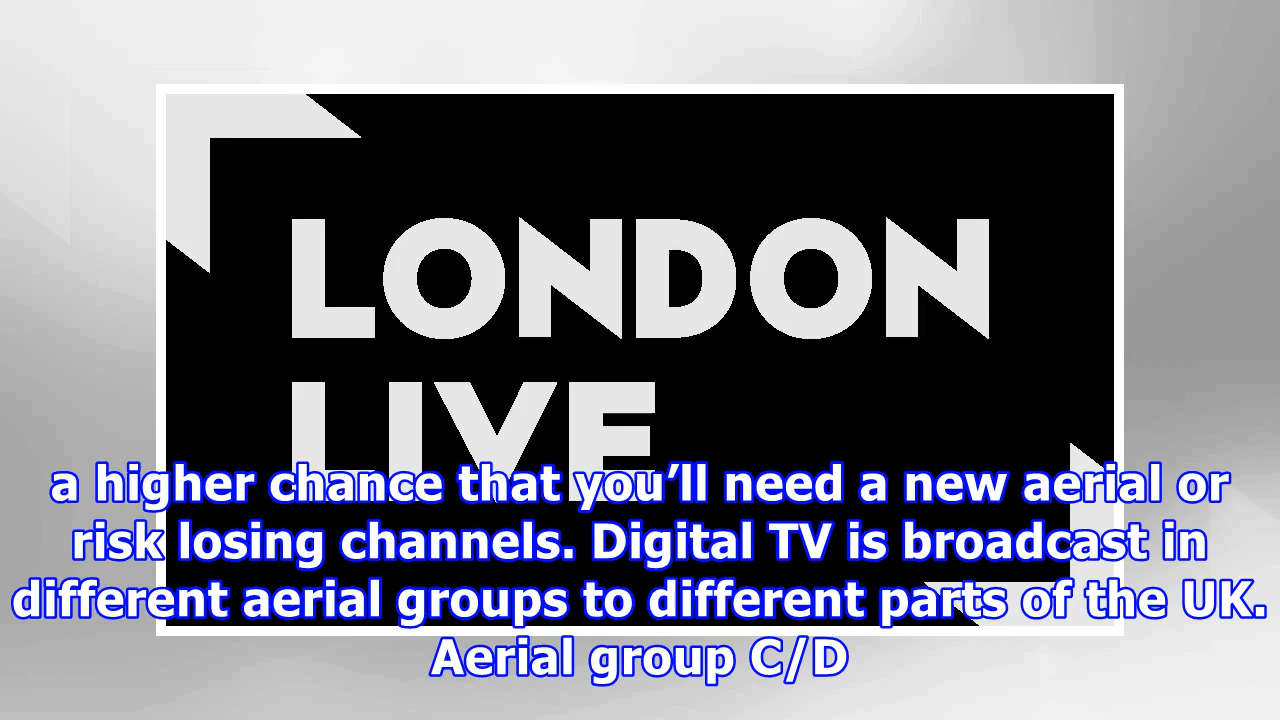 LONDON
LIVE
a higher chance that you’ll need a new aerial or
risk losing channels. Digital TV is broadcast in
different aerial groups to different parts of the UK.
Aerial group C/D